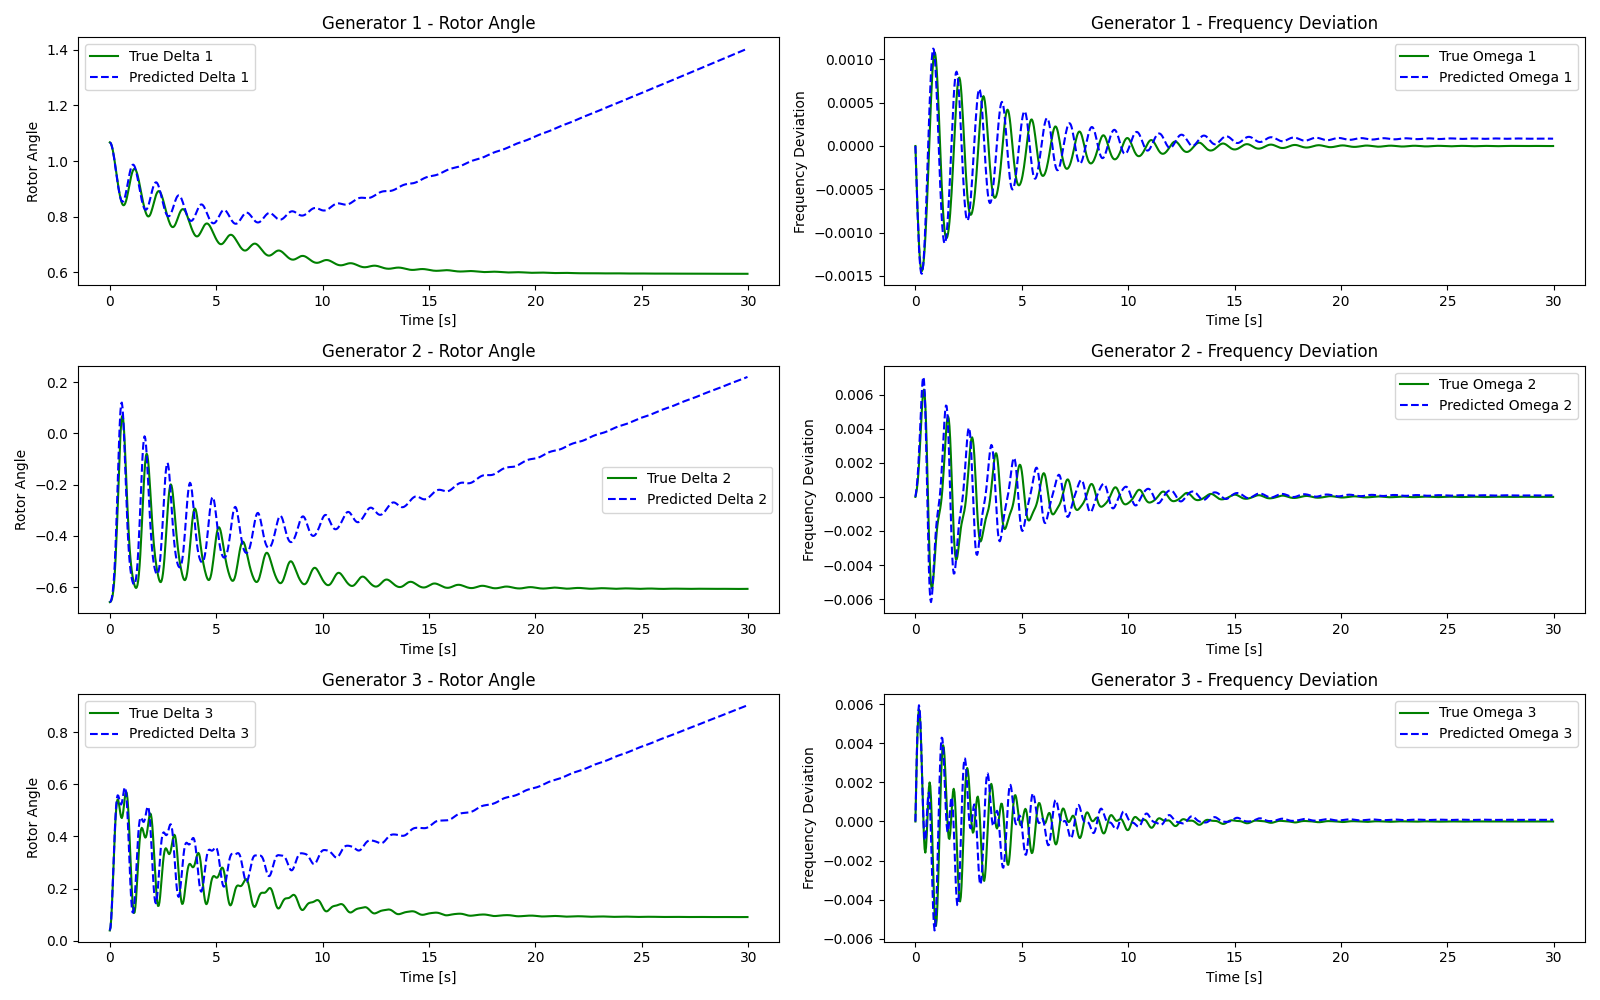 Generator 1 - Rotor Angle
True Delta 1
Predicted Delta 1
1.4
1.2
1.0
0.8
0.6
Rotor Angle
0 5 10 15 20 25 30
Time [s]
Generator 1 - Frequency Deviation
True Omega 1
Predicted Omega 1
0.0010
0.0005
0.0000
−0.0005
−0.0010
−0.0015
Frequency Deviation
0 5 10 15 20 25 30
Time [s]
Generator 2 - Rotor Angle
True Delta 2
Predicted Delta 2
0.2
0.0
−0.2
−0.4
−0.6
Rotor Angle
0 5 10 15 20 25 30
Time [s]
Generator 2 - Frequency Deviation
True Omega 2
Predicted Omega 2
0.006
0.004
0.002
0.000
−0.002
−0.004
−0.006
Frequency Deviation
0 5 10 15 20 25 30
Time [s]
Generator 3 - Rotor Angle
True Delta 3
Predicted Delta 3
0.8
0.6
0.4
0.2
0.0
Rotor Angle
0 5 10 15 20 25 30
Time [s]
Generator 3 - Frequency Deviation
True Omega 3
Predicted Omega 3
0.006
0.004
0.002
0.000
−0.002
−0.004
−0.006
Frequency Deviation
0 5 10 15 20 25 30
Time [s]